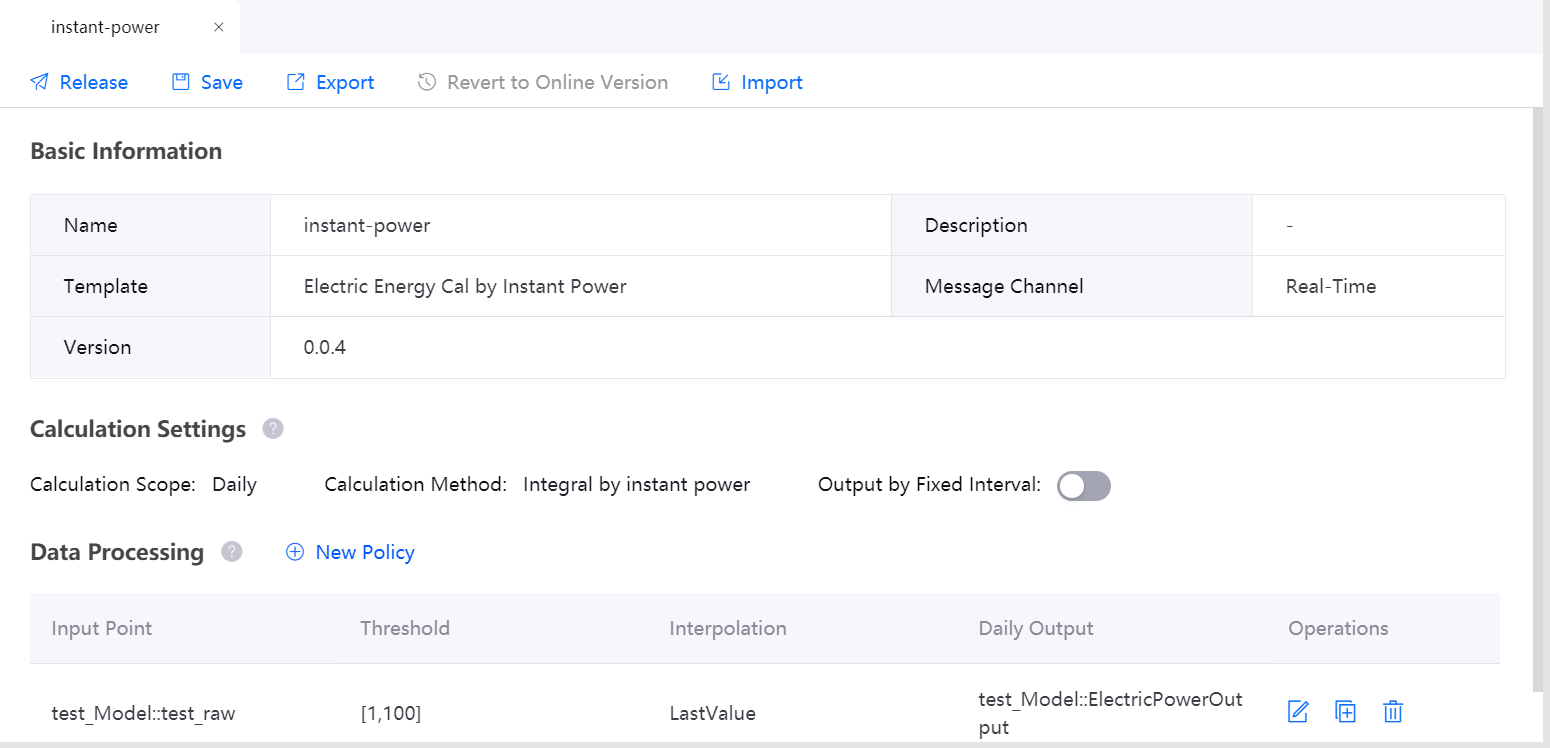 instant-power ×
Release Save Export Revert to Online Version Import
Basic Information
Name instant-power Description -
Template Electric Energy Cal by Instant Power Message Channel Real-Time
Version 0.0.4
Calculation Settings ?
Calculation Scope: Daily Calculation Method: Integral by instant power Output by Fixed Interval:
Data Processing ? New Policy
Input Point Threshold Interpolation Daily Output Operations
test_Model::test_raw [1,100] LastValue test_Model::ElectricPowerOut
put